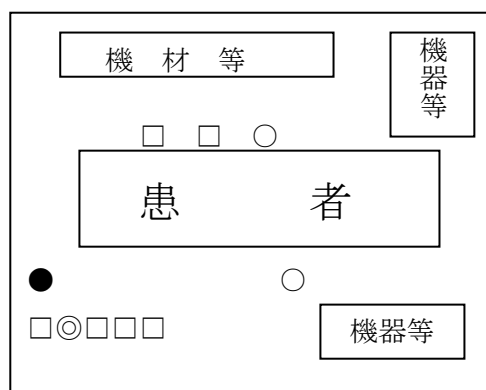 機 材 等
機器等
□ □ ○
患 者
● ○
□◎□□□
機器等